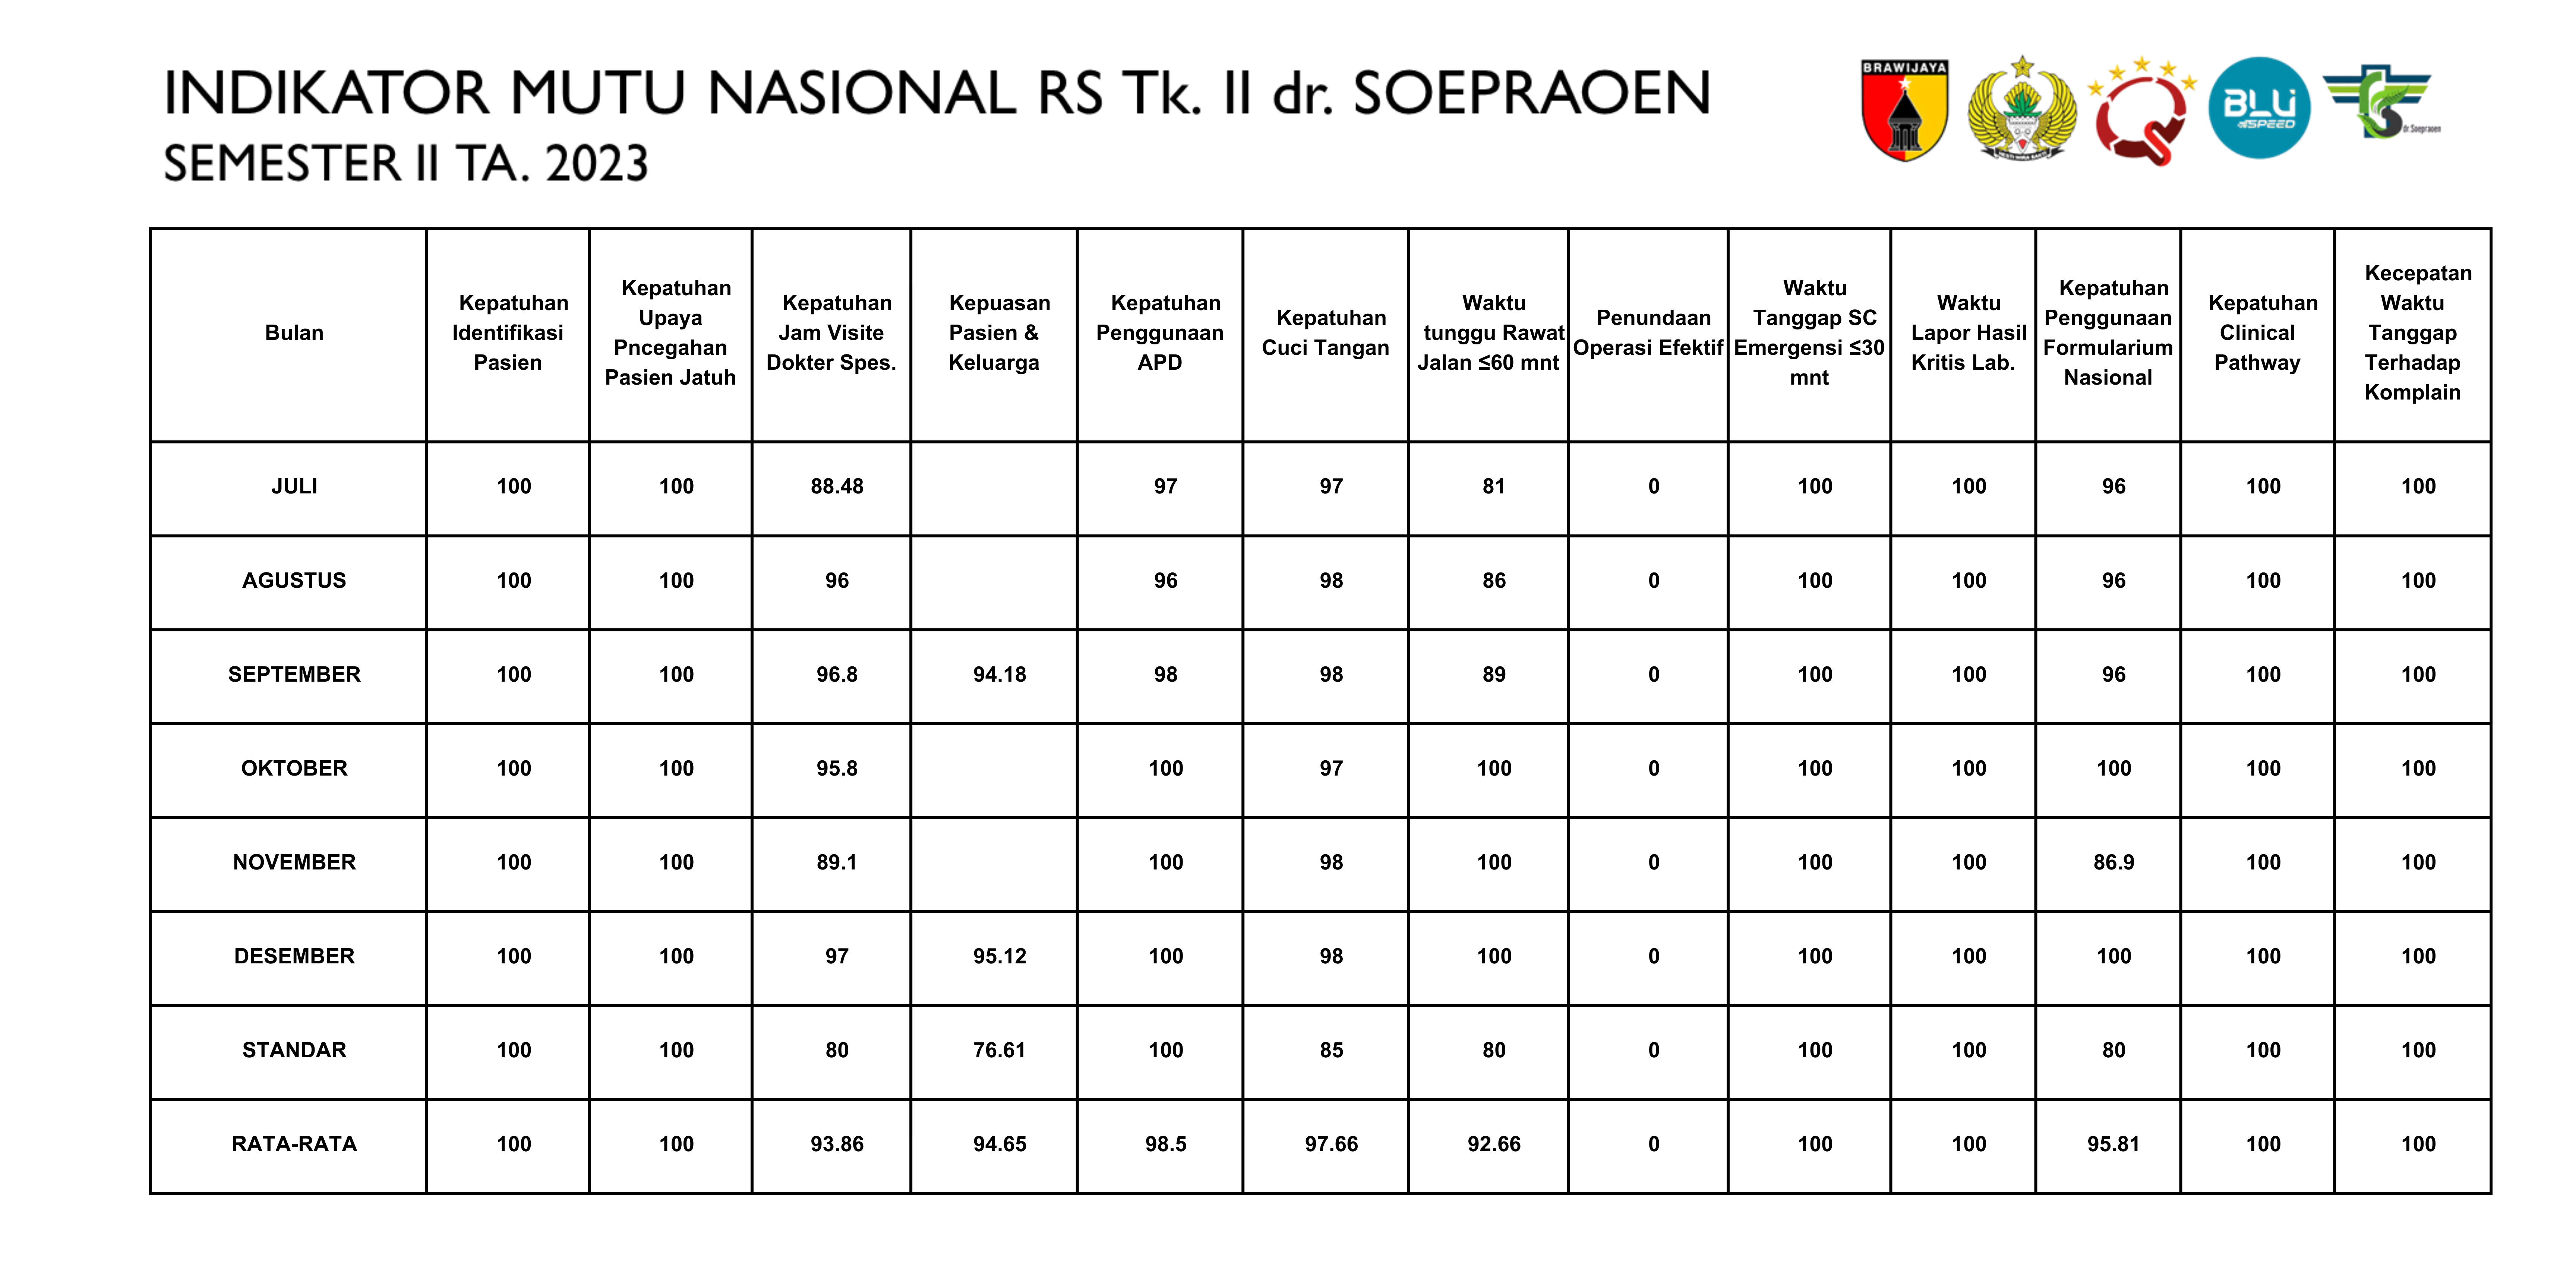 INDIKATOR MUTU NASIONAL RS Tk. II dr. SOEPRAOEN
SEMESTER II TA. 2023
BRAWIJAYA
BLU
SPEED
dr. Soepraoen
Bulan
Kepatuhan
Identifikasi
Pasien
Kepatuhan
Upaya
Pncegahan
Pasien Jatuh
Kepatuhan
Jam Visite
Dokter Spes.
Kepuasan
Pasien &
Keluarga
Kepatuhan
Penggunaan
APD
Kepatuhan
Cuci Tangan
Waktu
tunggu Rawat
Jalan ≤60 mnt
Penundaan
Operasi Efektif
Waktu
Tanggap SC
Emergensi ≤30
mnt
Waktu
Lapor Hasil
Kritis Lab.
Kepatuhan
Penggunaan
Formularium
Nasional
Kepatuhan
Clinical
Pathway
Kecepatan
Waktu
Tanggap
Terhadap
Komplain
JULI 100 100 88.48 97 97 81 0 100 100 96 100 100
AGUSTUS 100 100 96 96 98 86 0 100 100 96 100 100
SEPTEMBER 100 100 96.8 94.18 98 98 89 0 100 100 96 100 100
OKTOBER 100 100 95.8 100 97 100 0 100 100 100 100 100
NOVEMBER 100 100 89.1 100 98 100 0 100 100 86.9 100 100
DESEMBER 100 100 97 95.12 100 98 100 0 100 100 100 100 100
STANDAR 100 100 80 76.61 100 85 80 0 100 100 80 100 100
RATA-RATA 100 100 93.86 94.65 98.5 97.66 92.66 0 100 100 95.81 100 100